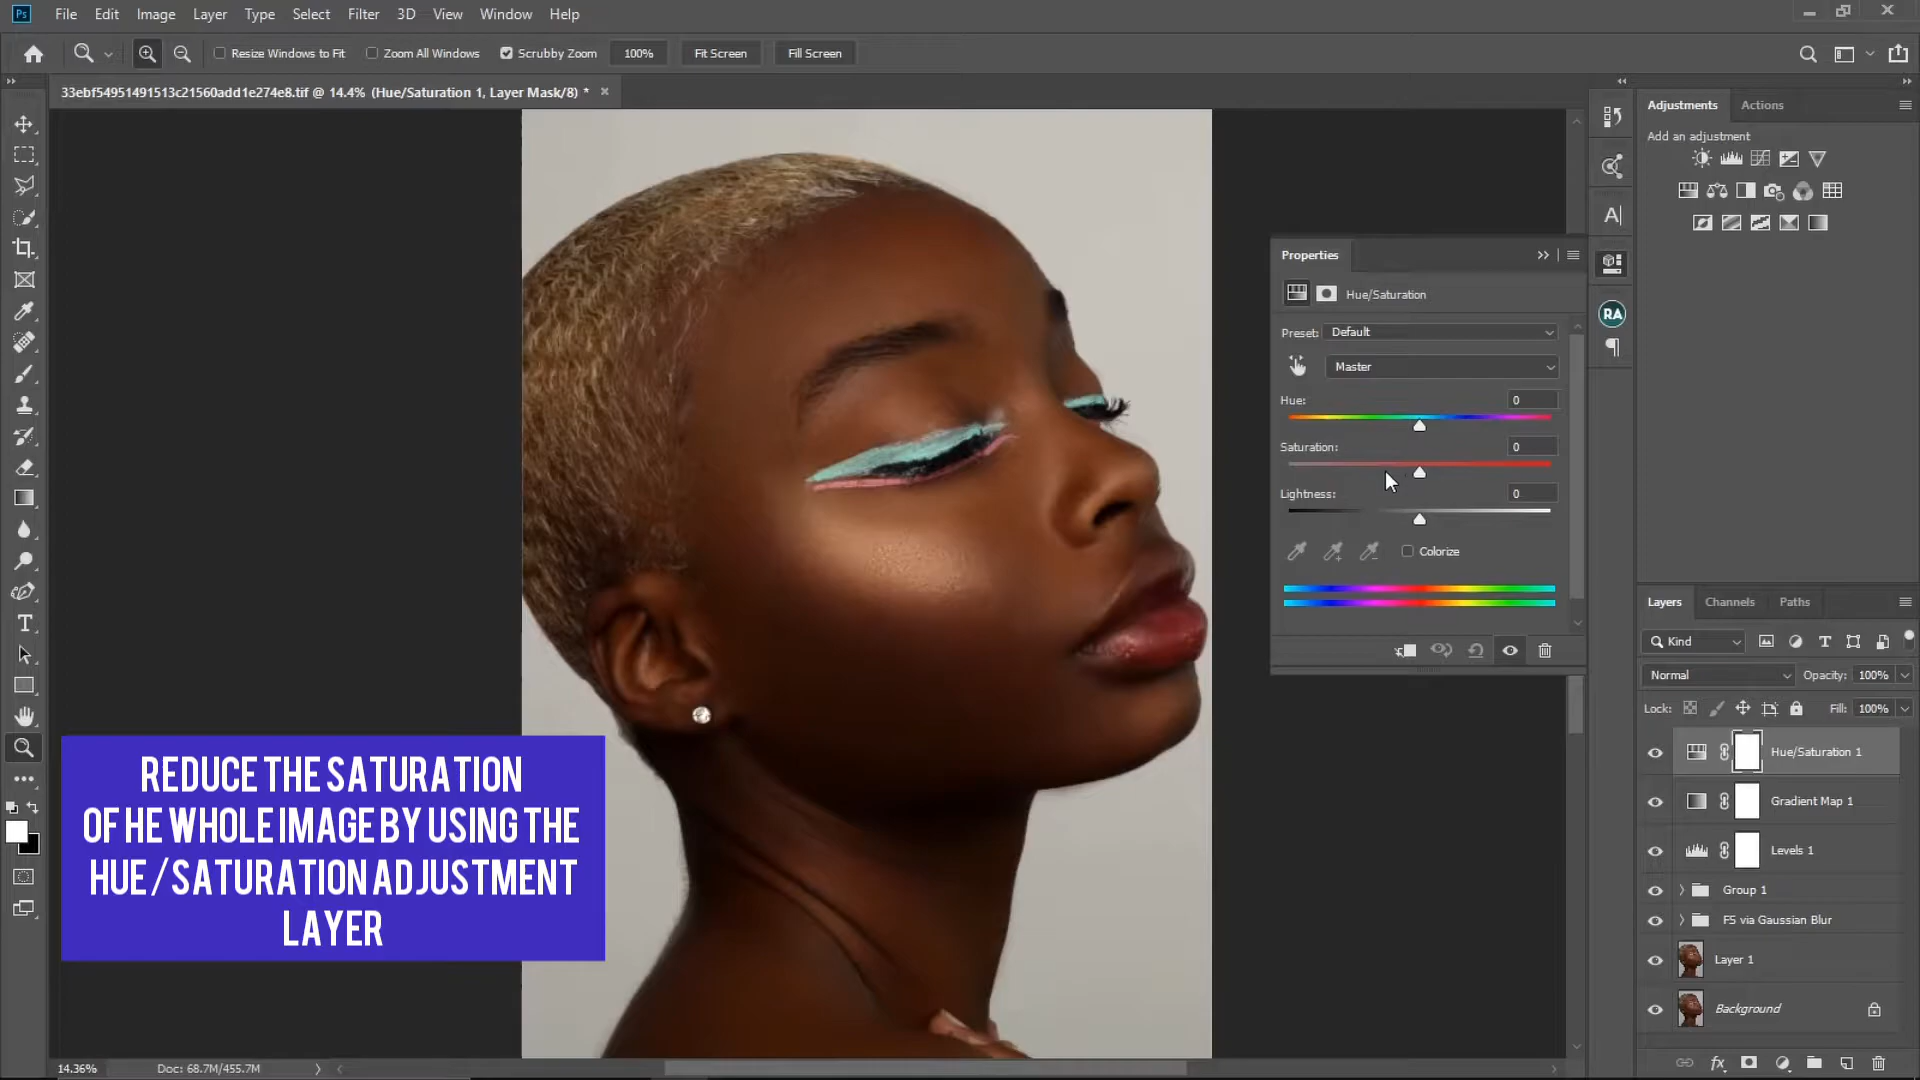 Ps File Edit Image Layer Type Select Filter 3D View Window Help
Resize Windows to Fit Zoom All Windows Scrubby Zoom 100% Fit Screen Fill Screen
33ebf54951491513c21560add1e274e8.tif @ 14.4% (Hue/Saturation 1, Layer Mask/8) *
Adjustments Actions
Add an adjustment
Properties
Hue/Saturation
Preset: Default
Master
Hue: 0
Saturation: 0
Lightness: 0
Colorize
RA
REDUCE THE SATURATION
OF HE WHOLE IMAGE BY USING THE
HUE / SATURATION ADJUSTMENT
LAYER
Layers Channels Paths
Kind
Normal Opacity: 100%
Lock: Fill: 100%
Hue/Saturation 1
Gradient Map 1
Levels 1
Group 1
FS via Gaussian Blur
Layer 1
Background
14.36% Doc: 68.7M/455.7M